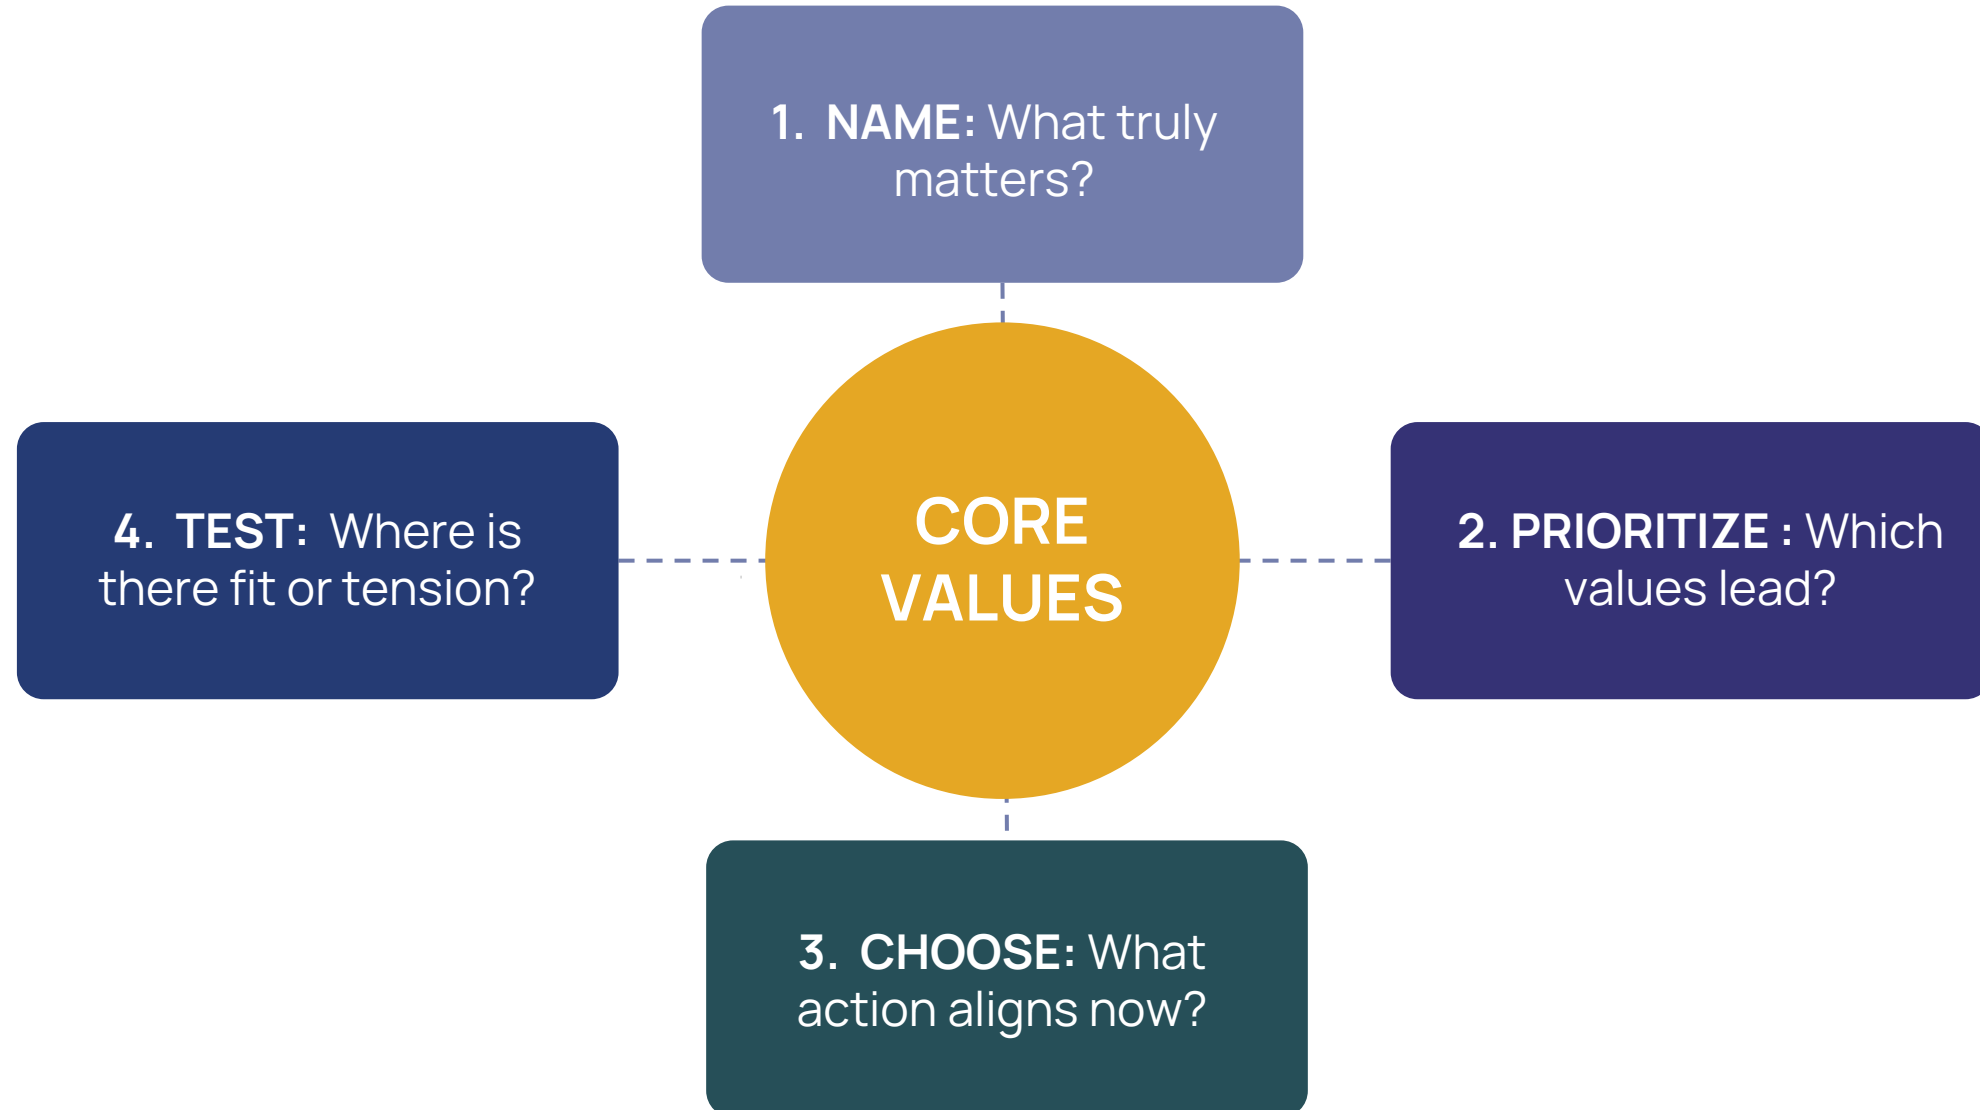 1. NAME: What truly
matters?
CORE
VALUES
4. TEST: Where is
there fit or tension?
2. PRIORITIZE : Which
values lead?
3. CHOOSE: What
action aligns now?